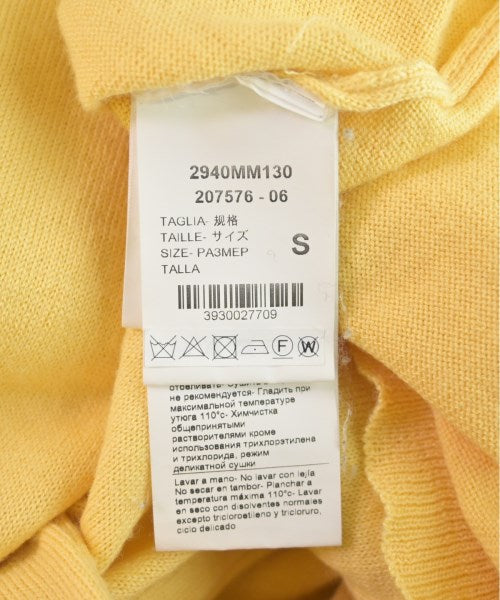 2940MM130
207576 - 06
TAGLIA- 规格
TAILLE- サイズ
SIZE- РАЗМЕР
TALLA
S
3930027709
F
W
отбеливать- Сушить в
не рекомендуется- Гладить при
максимальной температуре
утюга 110°c- Химчистка
общепринятыми
растворителями кроме
использования трихлорэтилена
и трихлорида, режим
деликатной сушки
Lavar a mano- No lavar con lejía
No secar en tambor- Planchar a
temperatura máxima 110°c- Lavar
en seco con disolventes normales
excepto tricloroetileno y tricloruro,
ciclo delicado